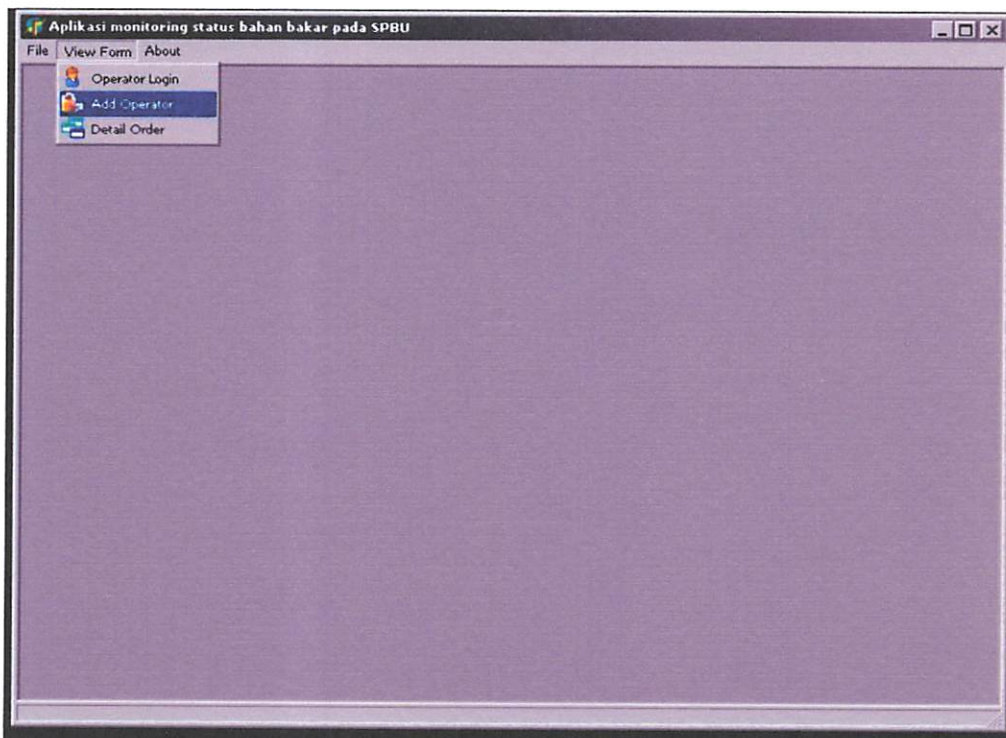 Aplikasi monitoring status bahan bakar pada SPBU
File View Form About
Operator Login
Add Operator
Detail Order